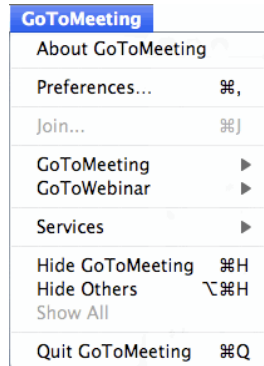 GoToMeeting
About GoToMeeting
Preferences... ⌘,
Join... ⌘J
GoToMeeting ▶
GoToWebinar ▶
Services ▶
Hide GoToMeeting ⌘H
Hide Others ⌥⌘H
Show All
Quit GoToMeeting ⌘Q